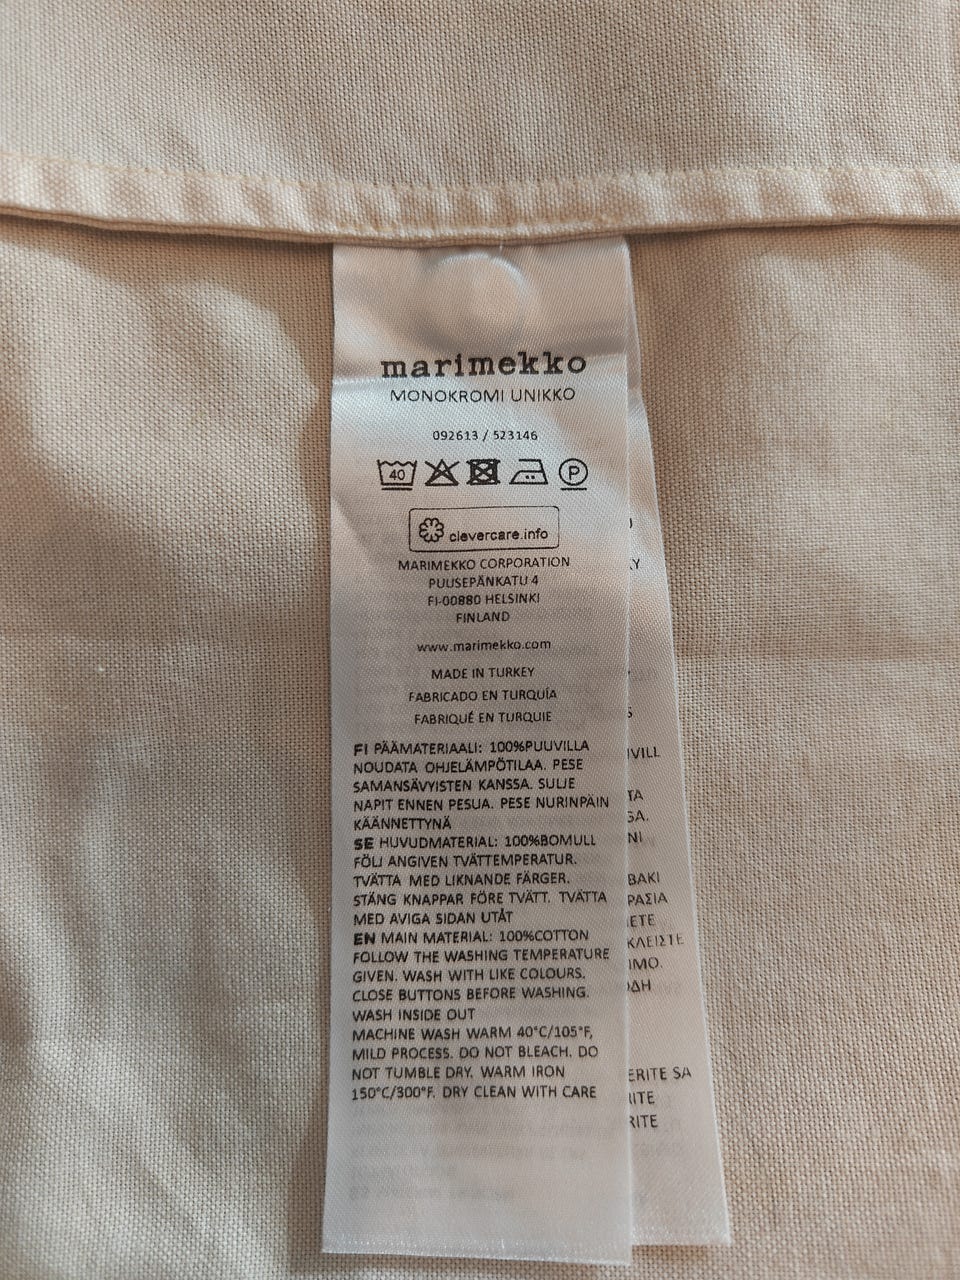 marimekko
MONOKROMI UNIKKO
092613 / 523146
40 P
clevercare.info
MARIMEKKO CORPORATION
PUUSEPÄNKATU 4
FI-00880 HELSINKI
FINLAND
www.marimekko.com
MADE IN TURKEY
FABRICADO EN TURQUÍA
FABRIQUÉ EN TURQUIE
FI PÄÄMATERIAALI: 100%PUUVILLA
NOUDATA OHJELÄMPÖTILAA. PESE
SAMANSÄVYISTEN KANSSA. SULJE
NAPIT ENNEN PESUA. PESE NURINPÄIN
KÄÄNNETTYNÄ
SE HUVUDMATERIAL: 100%BOMULL
FÖLJ ANGIVEN TVÄTTEMPERATUR.
TVÄTTA MED LIKNANDE FÄRGER.
STÄNG KNAPPAR FÖRE TVÄTT. TVÄTTA
MED AVIGA SIDAN UTÅT
EN MAIN MATERIAL: 100%COTTON
FOLLOW THE WASHING TEMPERATURE
GIVEN. WASH WITH LIKE COLOURS.
CLOSE BUTTONS BEFORE WASHING.
WASH INSIDE OUT
MACHINE WASH WARM 40°C/105°F,
MILD PROCESS. DO NOT BLEACH. DO
NOT TUMBLE DRY. WARM IRON
150°C/300°F. DRY CLEAN WITH CARE